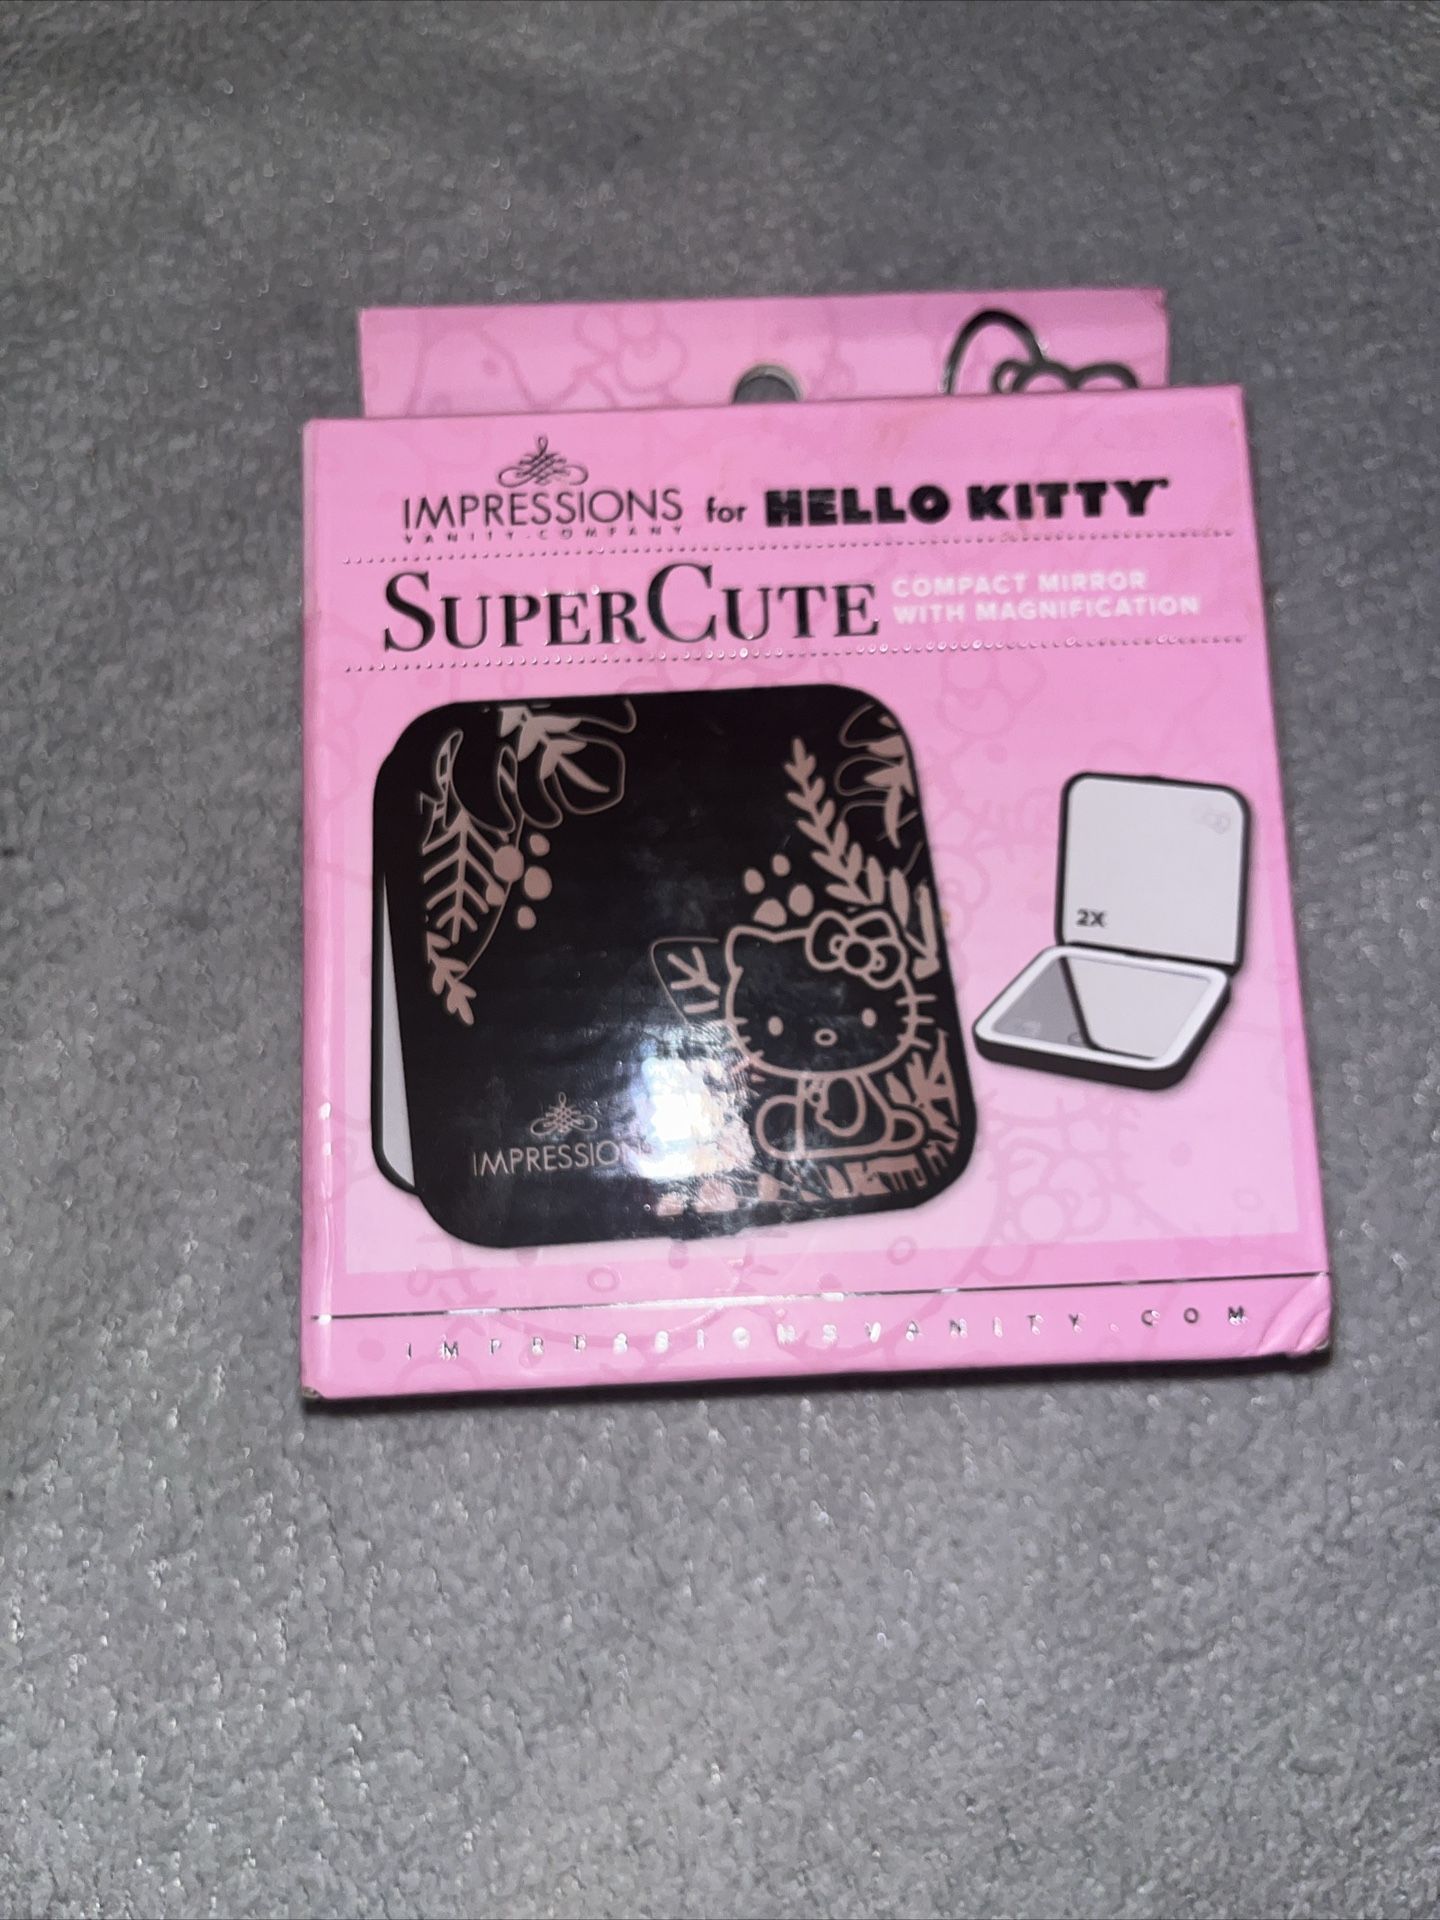 IMPRESSIONS for HELLO KITTY
VANITY·COMPANY
SUPERCUTE
COMPACT MIRROR
WITH MAGNIFICATION
2X
IMPRESSIONS
IMPRESSIONSVANITY.COM